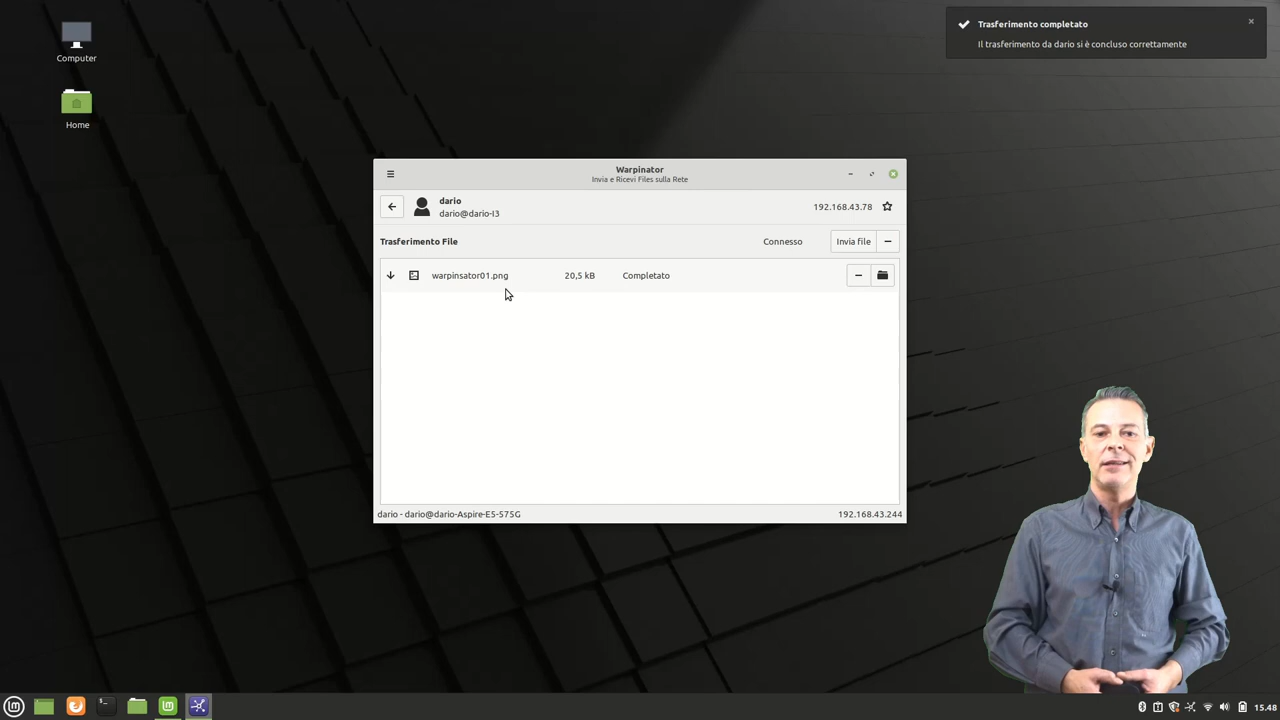 Computer
Home
Trasferimento completato
Il trasferimento da dario si è concluso correttamente
Warpinator
Invia e Ricevi Files sulla Rete
dario
dario@dario-I3
192.168.43.78
Trasferimento File
Connesso
Invia file
warpinsator01.png
20,5 kB
Completato
dario - dario@dario-Aspire-E5-575G
192.168.43.244
15.48